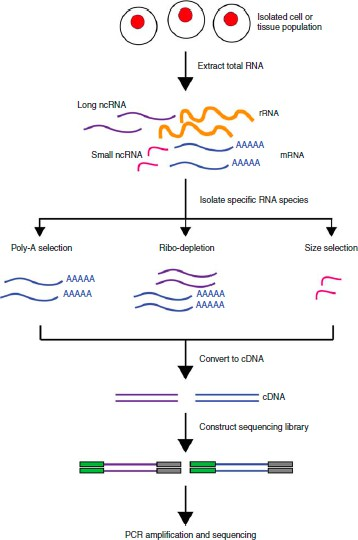 Isolated cell or
tissue population
Extract total RNA
Long ncRNA
rRNA
AAAAA
Small ncRNA
mRNA
AAAAA
Isolate specific RNA species
Poly-A selection
Ribo-depletion
Size selection
AAAAA
AAAAA
AAAAA
AAAAA
Convert to cDNA
cDNA
Construct sequencing library
PCR amplification and sequencing